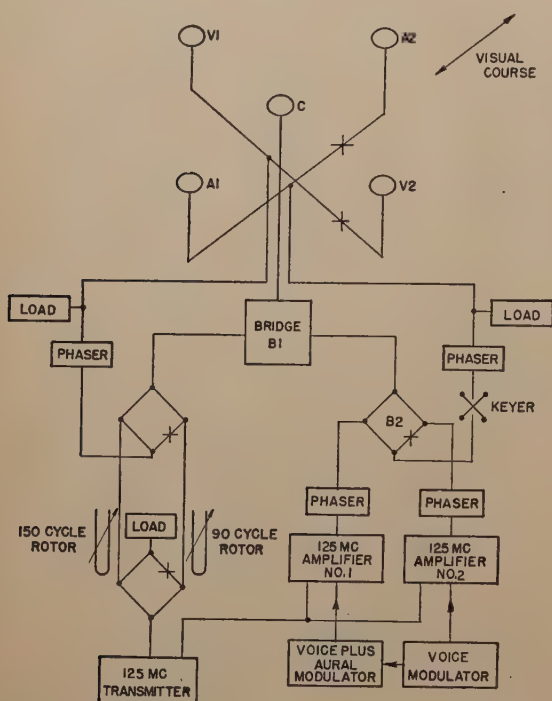 V1
A2
VISUAL
COURSE
C
A1
V2
LOAD
LOAD
BRIDGE
B1
PHASER
PHASER
KEYER
B2
PHASER
PHASER
150 CYCLE
ROTOR
LOAD
90 CYCLE
ROTOR
125 MC
AMPLIFIER
NO.1
125 MC
AMPLIFIER
NO.2
125 MC
TRANSMITTER
VOICE PLUS
AURAL
MODULATOR
VOICE
MODULATOR